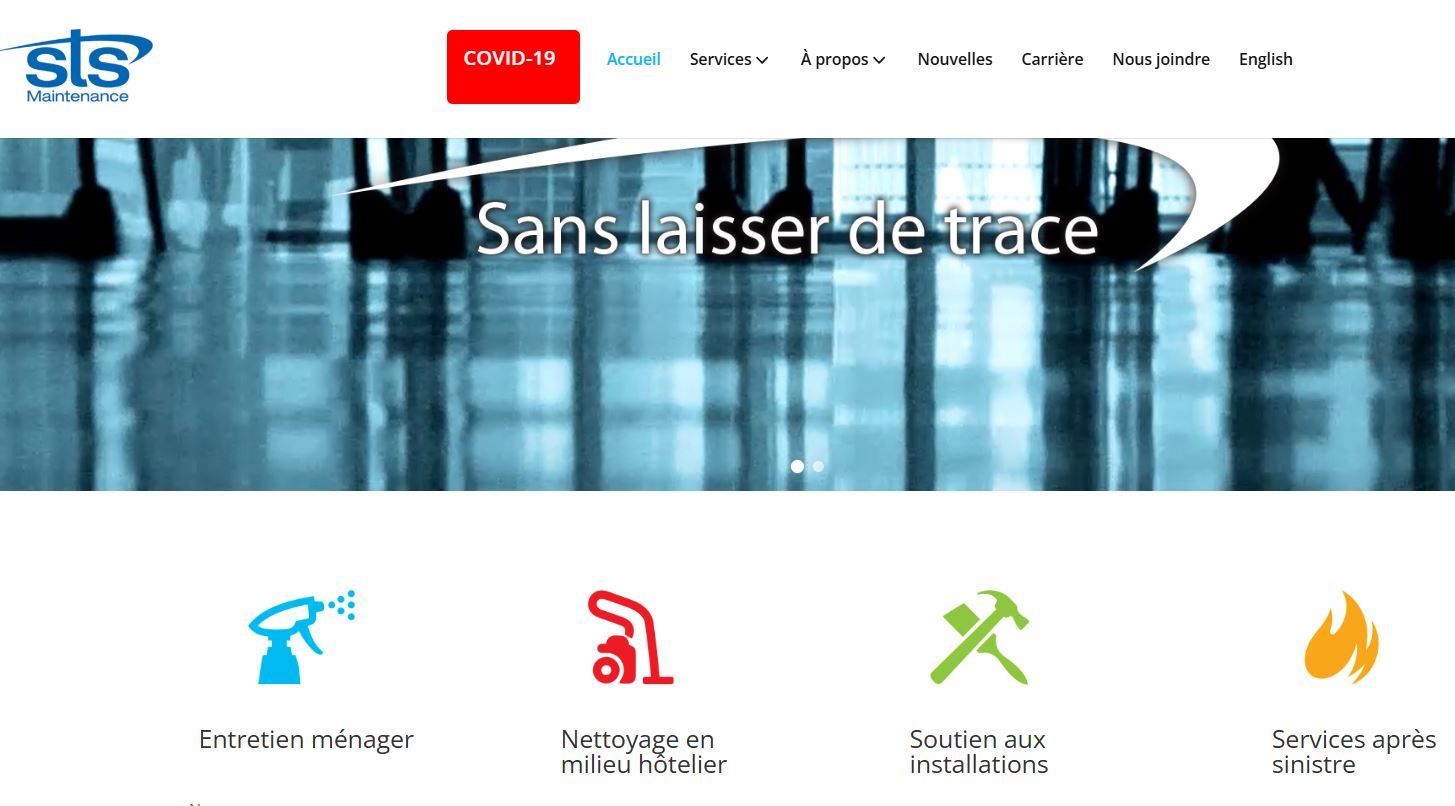 sts
Maintenance
COVID-19
Accueil
Services
À propos
Nouvelles
Carrière
Nous joindre
English
Sans laisser de trace
Entretien ménager
Nettoyage en
milieu hôtelier
Soutien aux
installations
Services après
sinistre